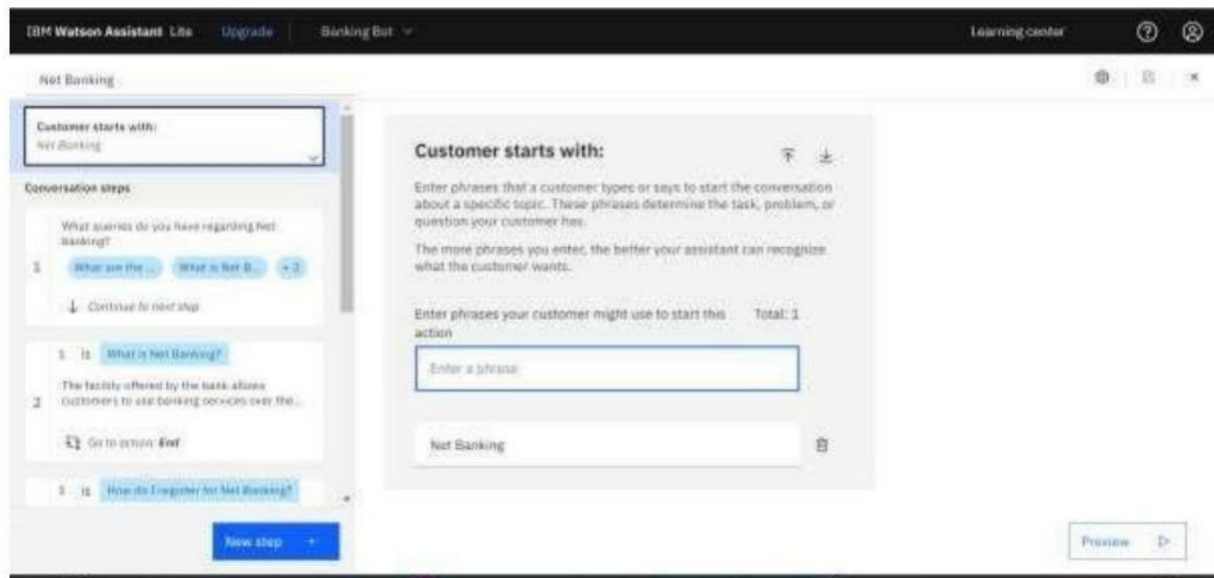 IBM Watson Assistant Lite Upgrade Banking Bot Learning center
Net Banking
Customer starts with:
Net Banking
Conversation steps
What queries do you have regarding Net
Banking?
1 What are the ... What is Net B... + 3
Continue to next step
1 is What is Net Banking?
The facility offered by the bank allows
2 customers to use banking services over the...
Go to action: End
1 is How do I register for Net Banking?
New step +
Customer starts with:
Enter phrases that a customer types or says to start the conversation
about a specific topic. These phrases determine the task, problem, or
question your customer has.
The more phrases you enter, the better your assistant can recognize
what the customer wants.
Enter phrases your customer might use to start this Total: 1
action
Enter a phrase
Net Banking
Preview